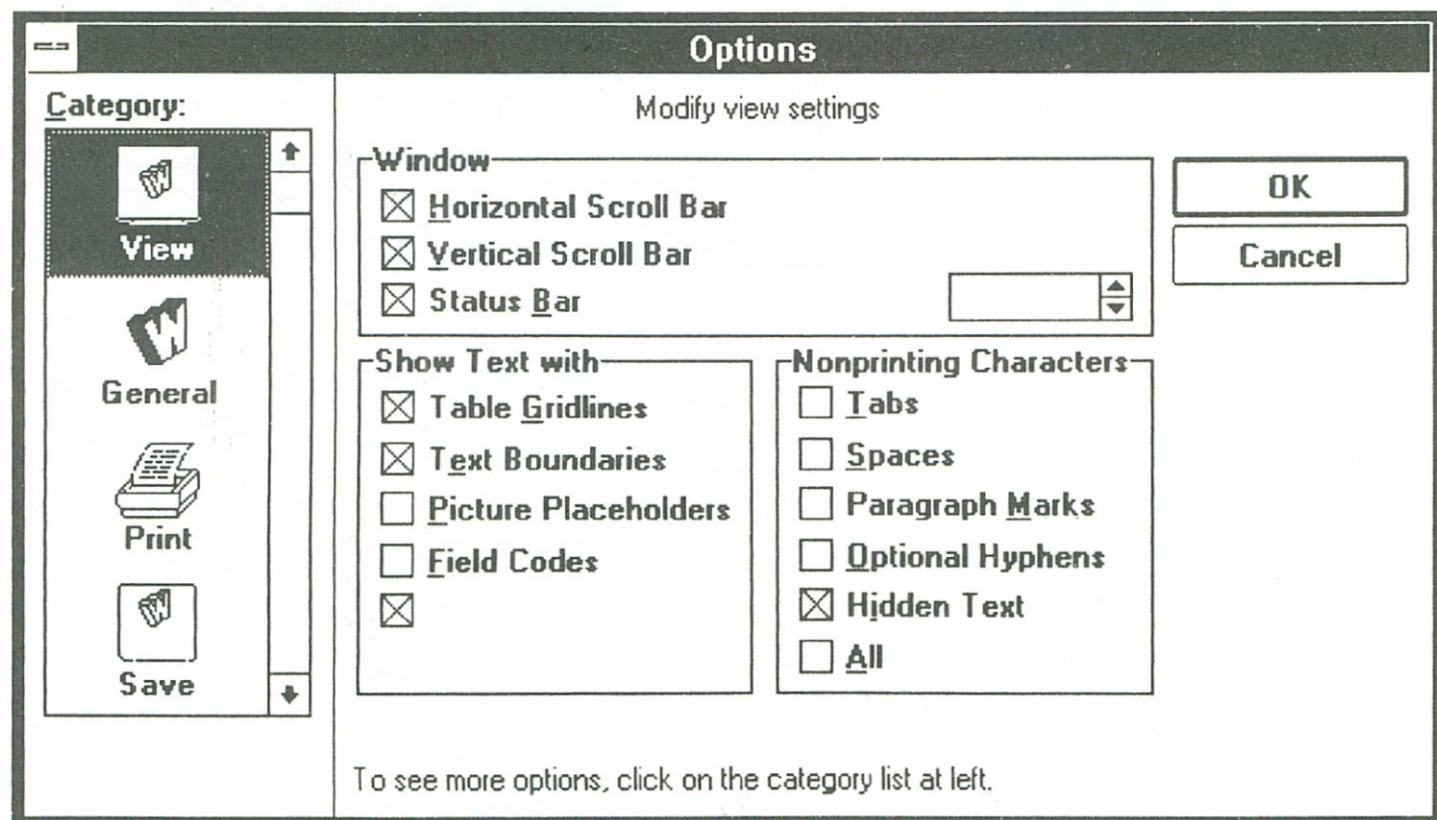 Options
Category:
View
General
Print
Save
Modify view settings
Window
Horizontal Scroll Bar
Vertical Scroll Bar
Status Bar
OK
Cancel
Show Text with
Table Gridlines
Text Boundaries
Picture Placeholders
Field Codes
Nonprinting Characters
Tabs
Spaces
Paragraph Marks
Optional Hyphens
Hidden Text
All
To see more options, click on the category list at left.